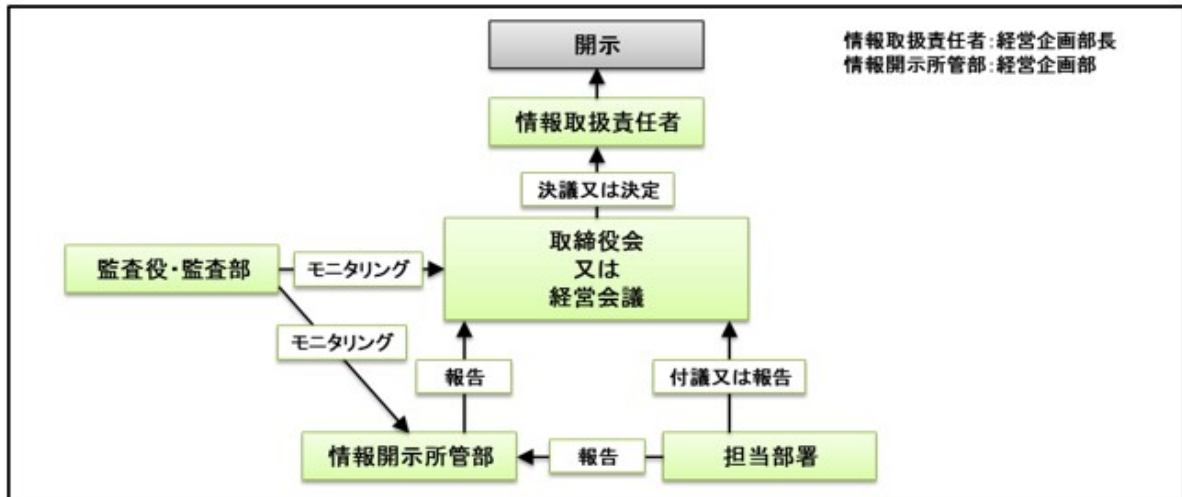 開示
情報取扱責任者:経営企画部長
情報開示所管部:経営企画部
情報取扱責任者
決議又は決定
取締役会
又は
経営会議
監査役・監査部
モニタリング
モニタリング
報告
付議又は報告
情報開示所管部
報告
担当部署